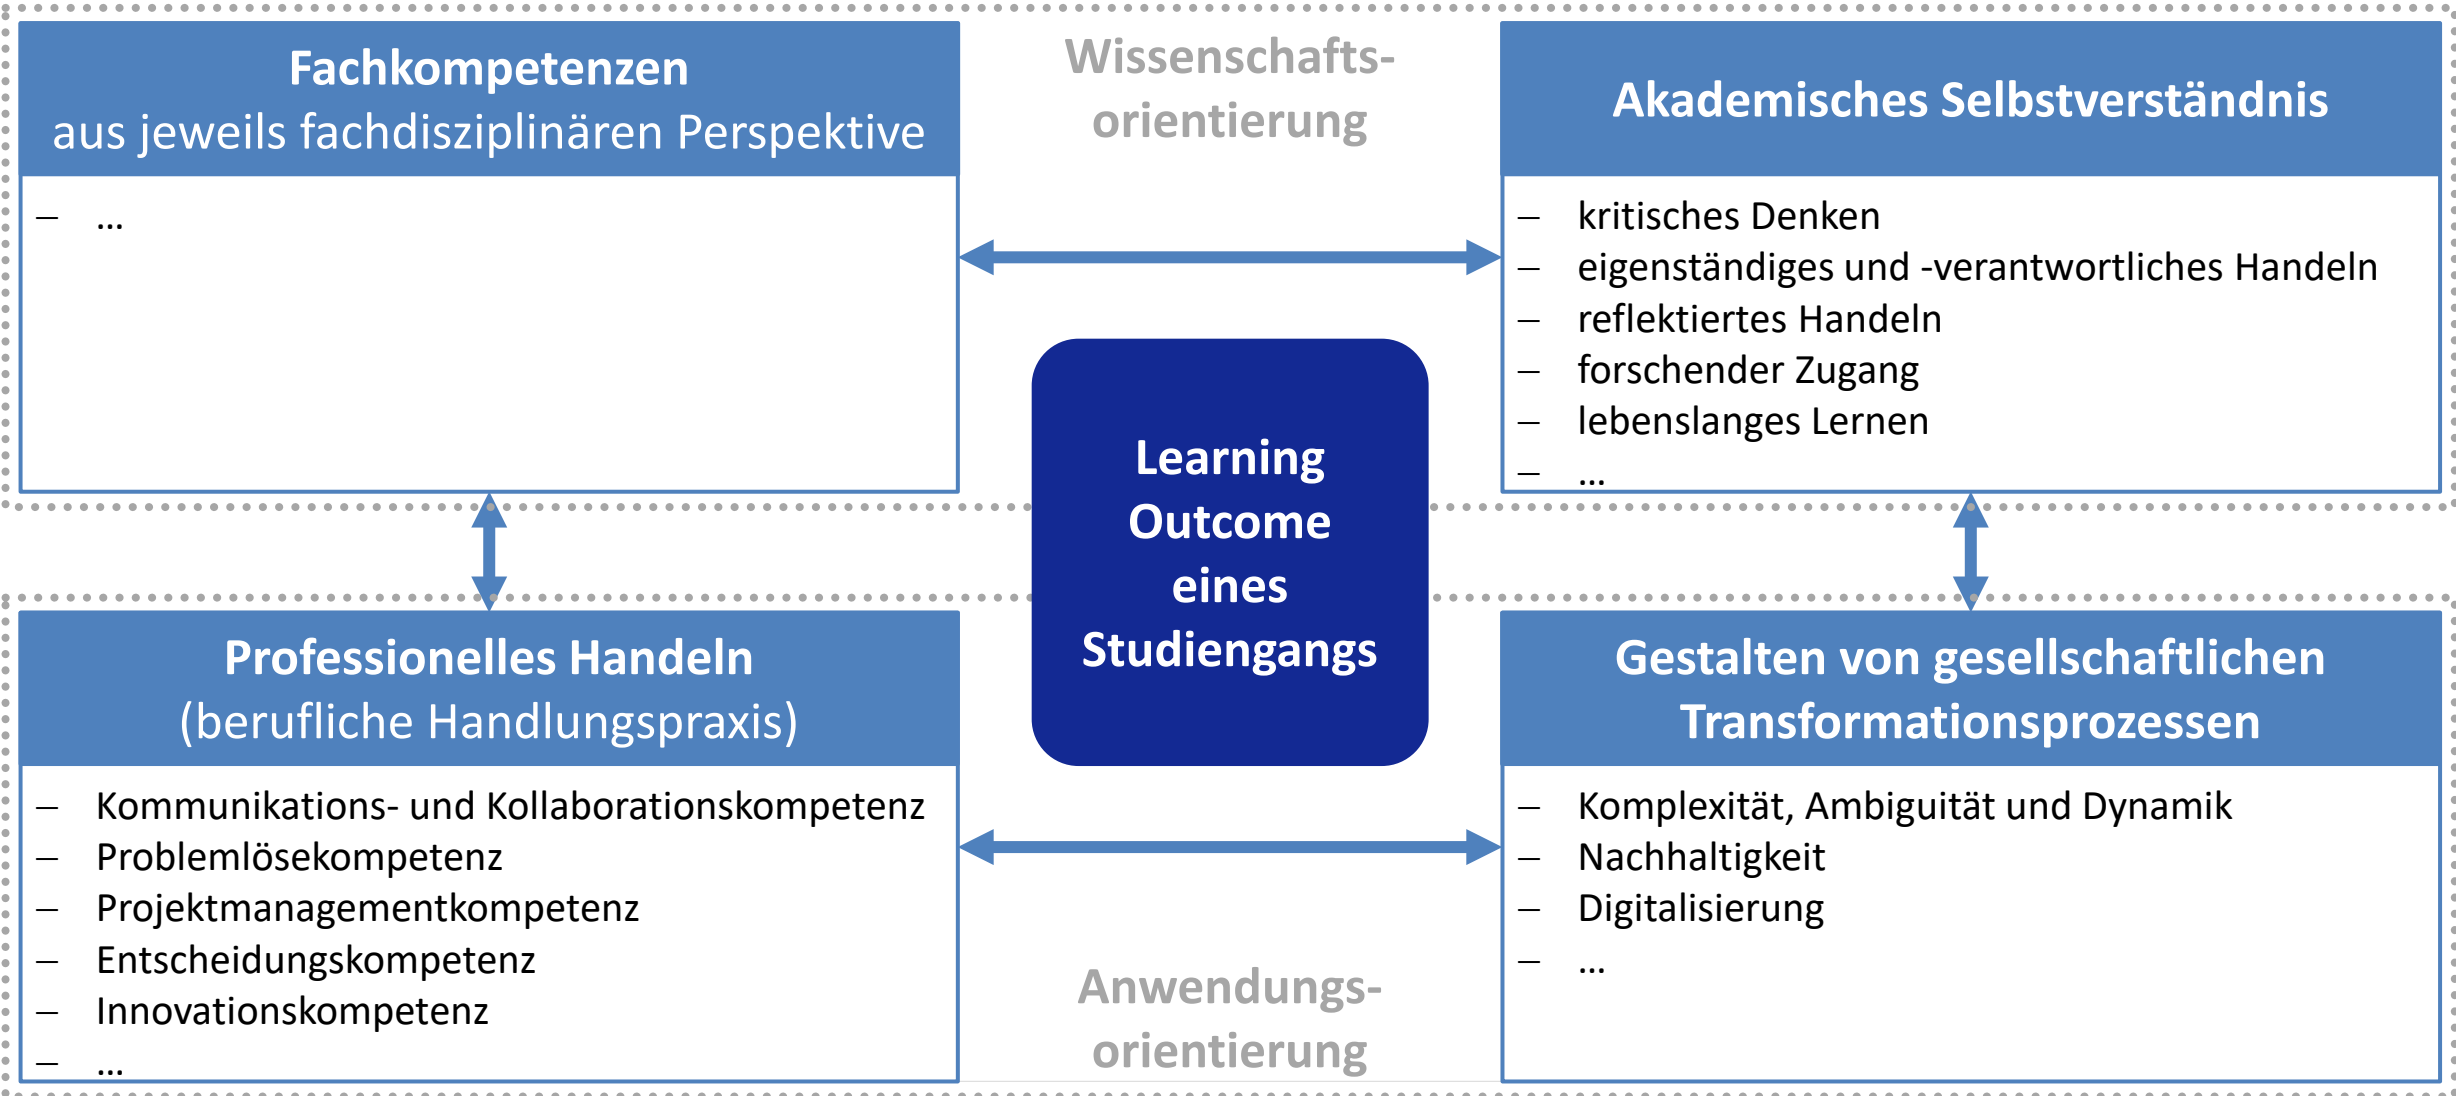 Fachkompetenzen
aus jeweils fachdisziplinären Perspektive
– ...
Wissenschafts-
orientierung
Akademisches Selbstverständnis
– kritisches Denken
– eigenständiges und -verantwortliches Handeln
– reflektiertes Handeln
– forschender Zugang
– lebenslanges Lernen
– ...
Learning
Outcome
eines
Studiengangs
Professionelles Handeln
(berufliche Handlungspraxis)
– Kommunikations- und Kollaborationskompetenz
– Problemlösekompetenz
– Projektmanagementkompetenz
– Entscheidungskompetenz
– Innovationskompetenz
– ...
Anwendungs-
orientierung
Gestalten von gesellschaftlichen
Transformationsprozessen
– Komplexität, Ambiguität und Dynamik
– Nachhaltigkeit
– Digitalisierung
– ...